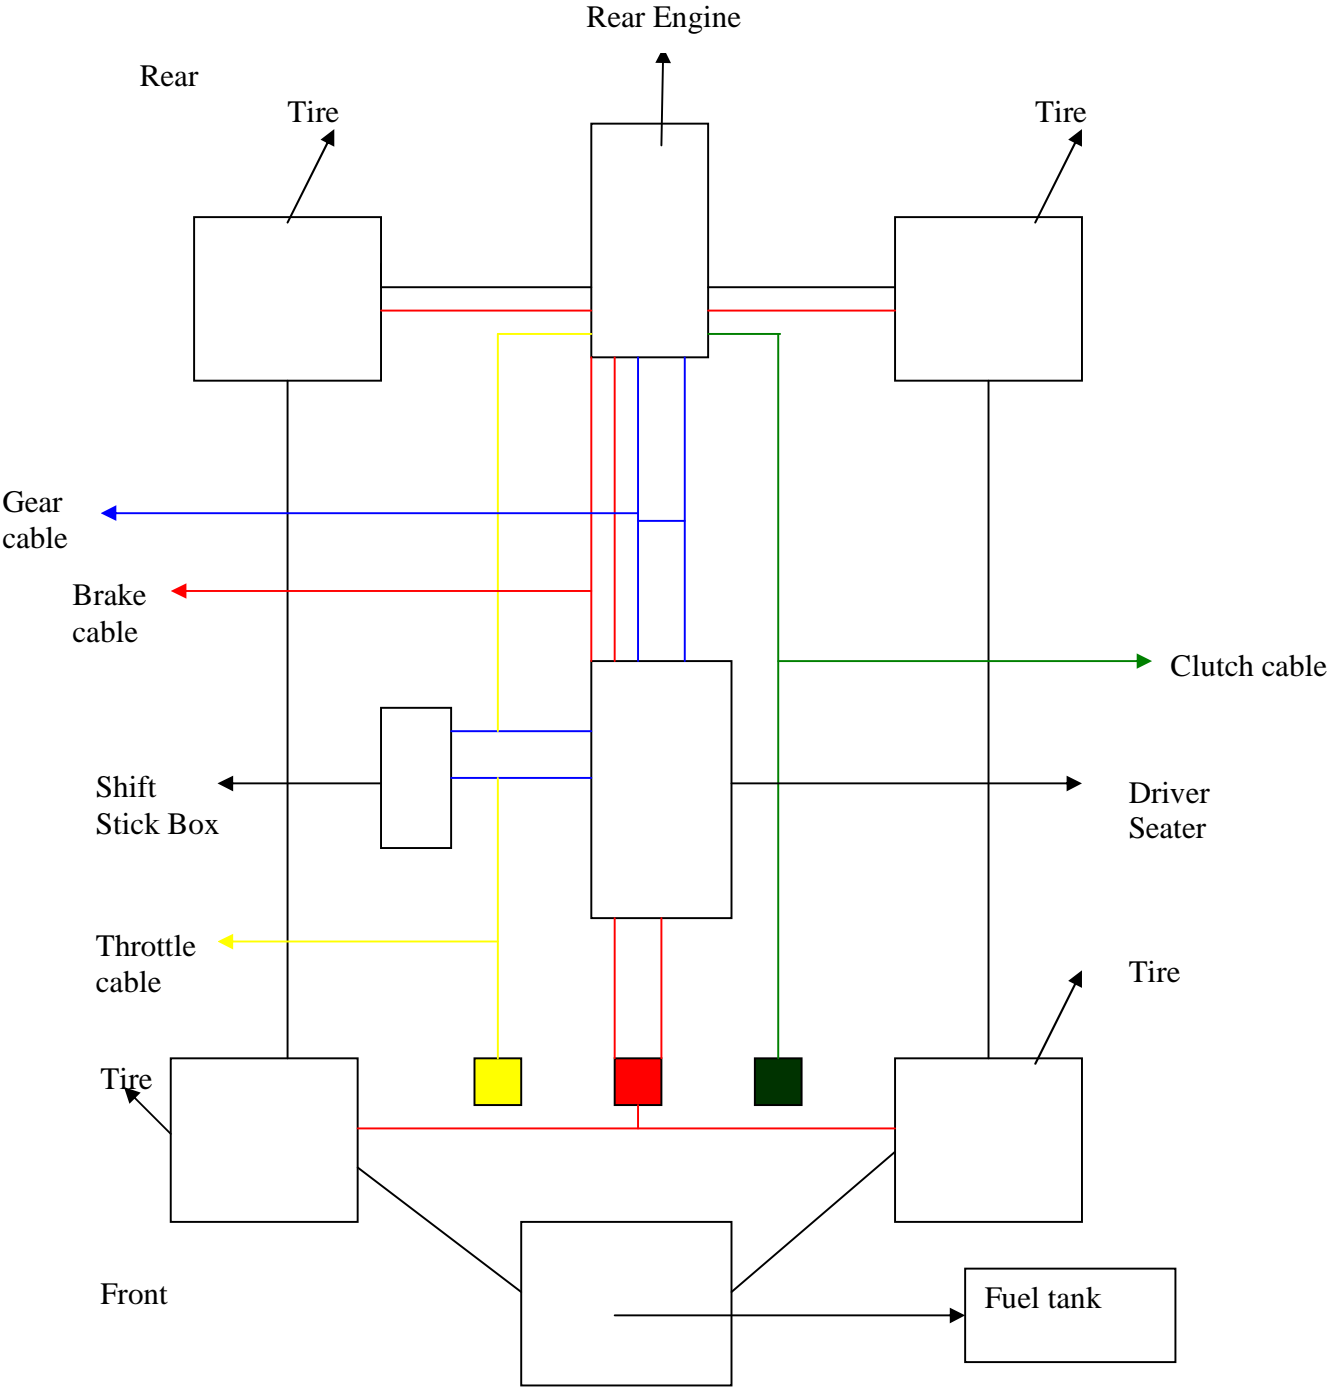 Rear Engine
Rear
Tire
Tire
Gear
cable
Brake
cable
Clutch cable
Shift
Stick Box
Driver
Seater
Throttle
cable
Tire
Tire
Front
Fuel tank